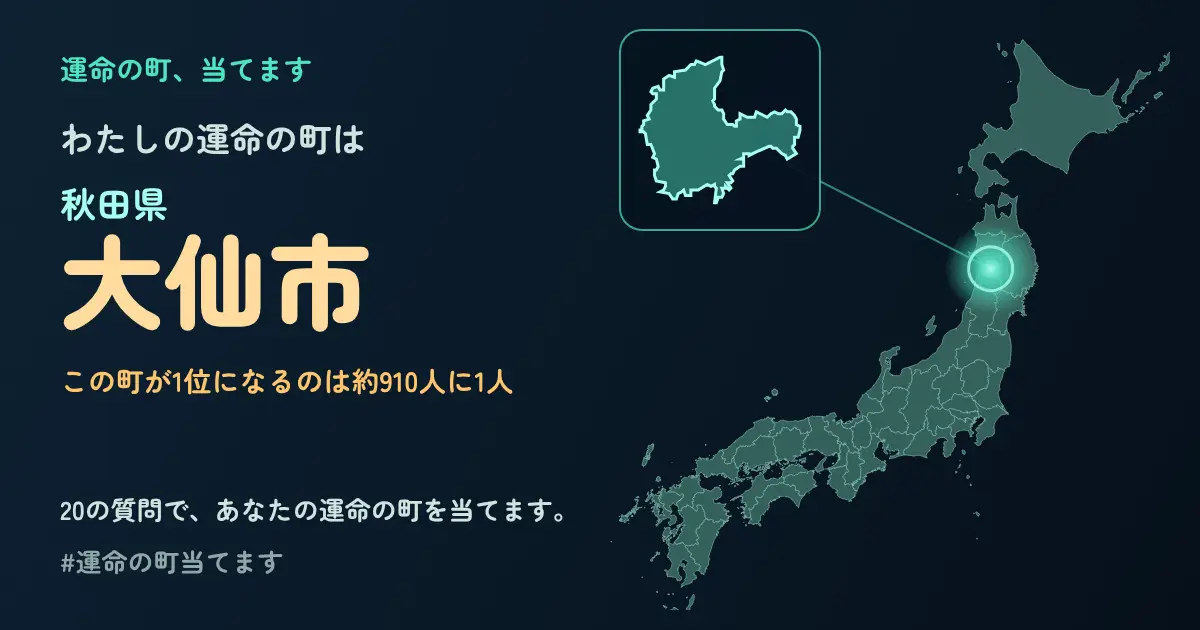 運命の町、当てます
わたしの運命の町は
秋田県
大仙市
この町が1位になるのは約910人に1人
20の質問で、あなたの運命の町を当てます。
#運命の町当てます